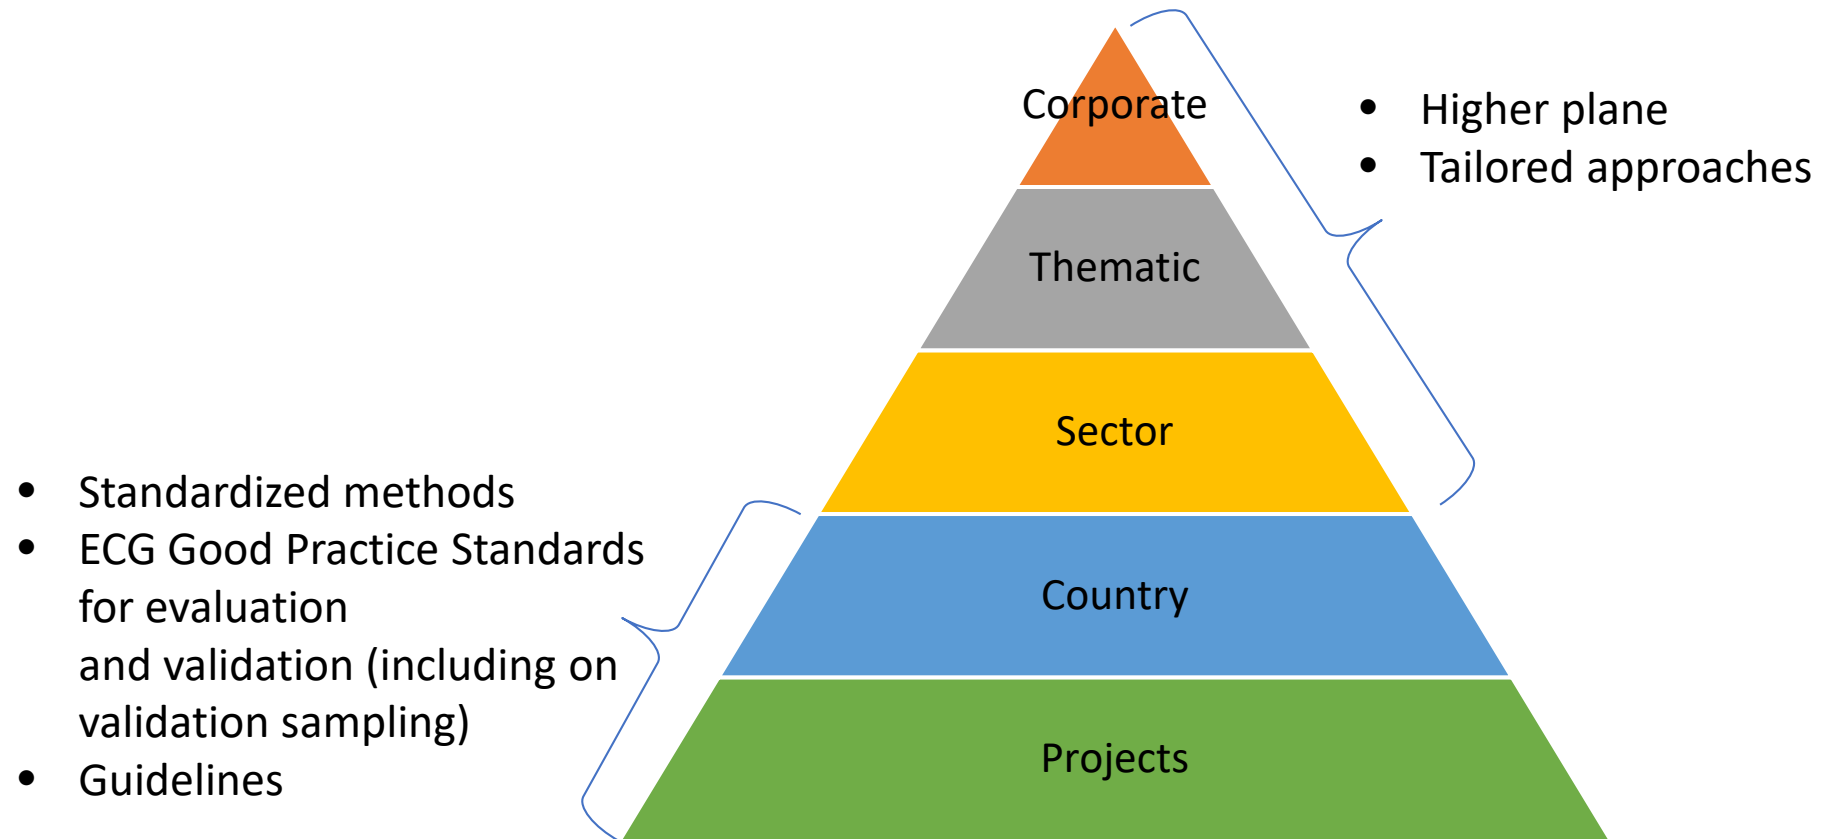 Corporate
• Higher plane
• Tailored approaches
Thematic
Sector
• Standardized methods
• ECG Good Practice Standards
for evaluation
and validation (including on
validation sampling)
• Guidelines
Country
Projects